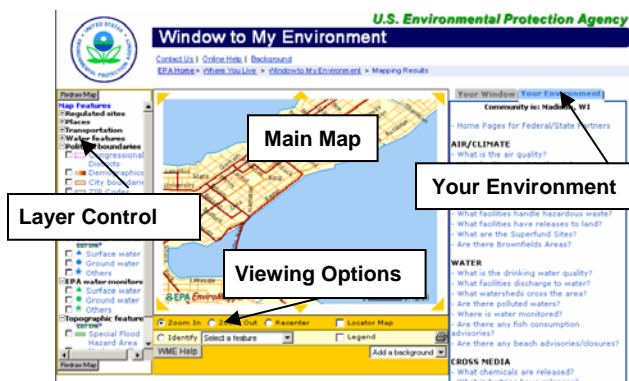 U.S. Environmental Protection Agency
Window to My Environment
Contact Us | Online Help | Background
EPA Home > Where You Live > Window to My Environment > Mapping Results
Redraw Map
Map Features
Regulated sites
Places
Transportation
Water features
Political boundaries
Congressional
Districts
Demographics
City boundaries
ZIP Codes
Layer Control
Surface water
Ground water
Others
EPA water monitors
Surface water
Ground water
Others
Topographic features
Special Flood
Hazard Area
Redraw Map
Main Map
University
State
King
Lakeside
EPA
Viewing Options
Zoom In
Out
Recenter
Locator Map
Identify
Select a feature
Legend
WME Help
Add a background
Your Window
Your Environment
Community is: Madison, WI
- Home Pages for Federal/State Partners
AIR/CLIMATE
- What is the air quality?
Your Environment
- What facilities handle hazardous waste?
- What facilities have releases to land?
- What are the Superfund Sites?
- Are there Brownfields Areas?
WATER
- What is the drinking water quality?
- What facilities discharge to water?
- What watersheds cross the area?
- Are there polluted waters?
- Where is water monitored?
- Are there any fish consumption
advisories?
- Are there any beach advisories/closures?
CROSS MEDIA
- What chemicals are released?